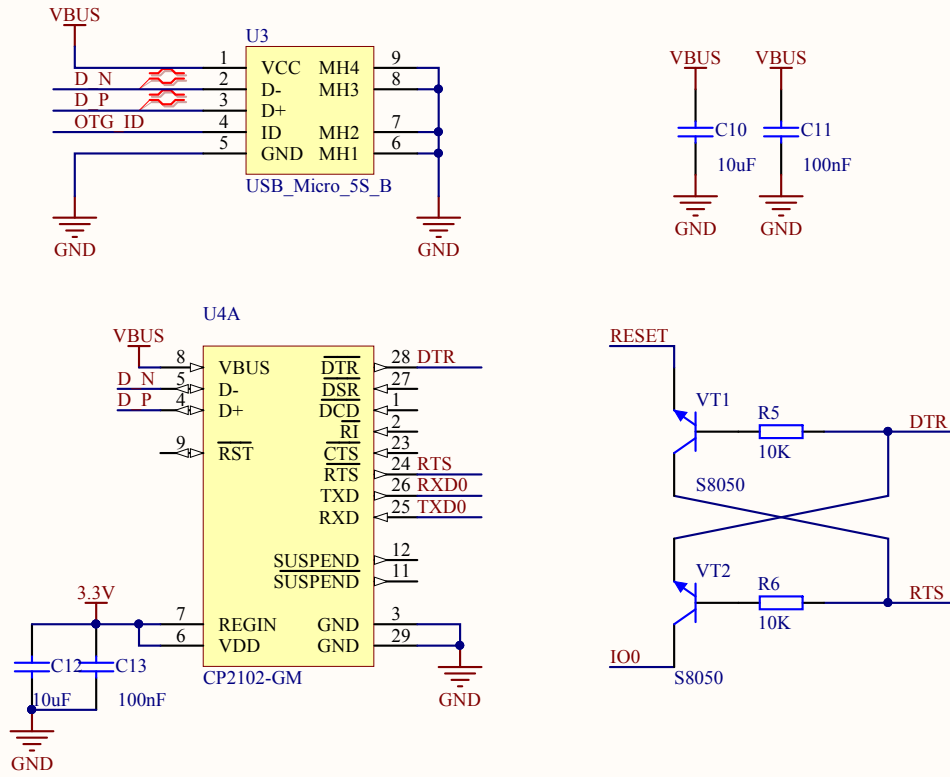 VBUS
U3
1 VCC MH4 9
D_N 2 D- MH3 8
D_P 3 D+
OTG_ID 4 ID MH2 7
5 GND MH1 6
USB_Micro_5S_B
GND
GND
VBUS VBUS
C10 C11
10uF 100nF
GND GND
U4A
VBUS
8 VBUS DTR 28 DTR
D_N 5 D- DSR 27
D_P 4 D+ DCD 1
RI 2
9 RST CTS 23
RTS 24 RTS
TXD 26 RXD0
RXD 25 TXD0
SUSPEND 12
SUSPEND 11
3.3V
7 REGIN GND 3
6 VDD GND 29
C12 C13
CP2102-GM
10uF 100nF
GND
GND
RESET
VT1 R5 DTR
10K
S8050
VT2 R6 RTS
10K
IO0
S8050